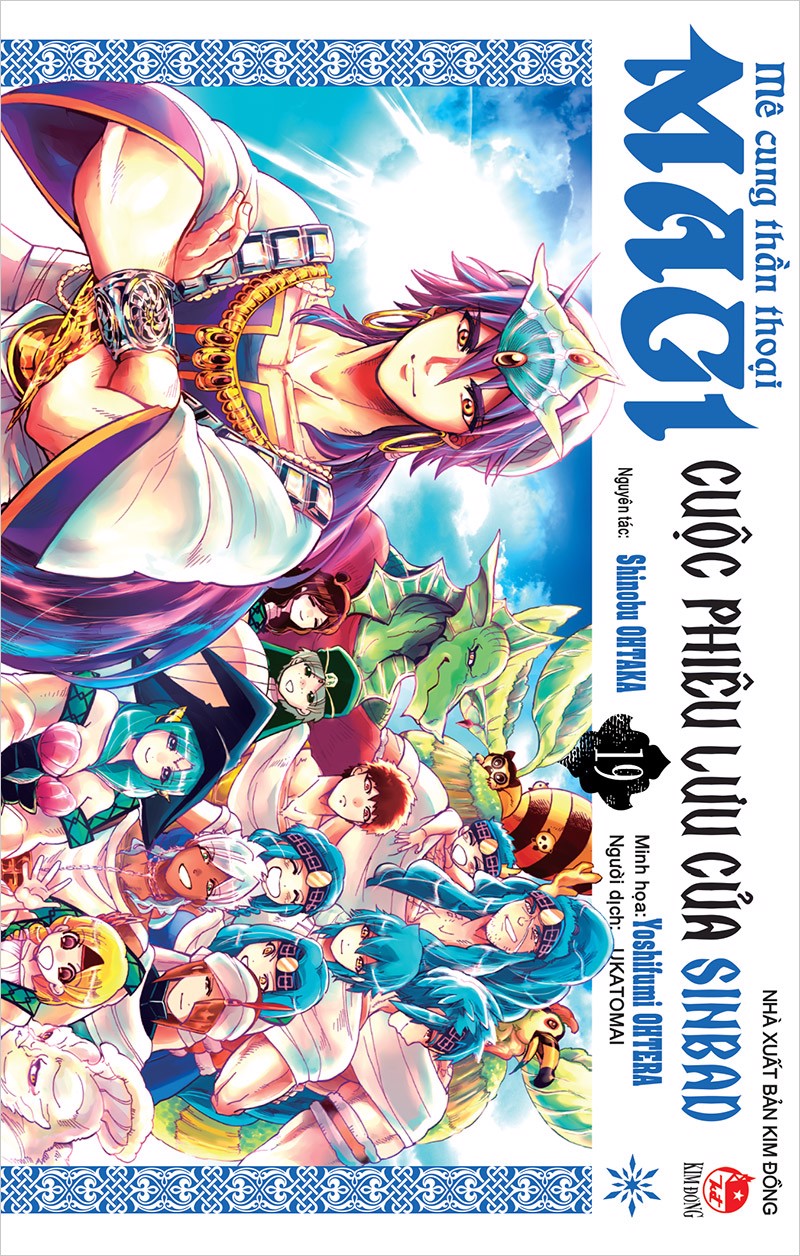 Mê cung thần thoại
MAGI
CUỘC PHIÊU LƯU CỦA SINBAD
Nguyên tác: Shinobu OHTAKA
19
Minh họa: Yoshifumi OHTERA
Người dịch: UKATOMAI
NHÀ XUẤT BẢN KIM ĐỒNG
KIM ĐỒNG